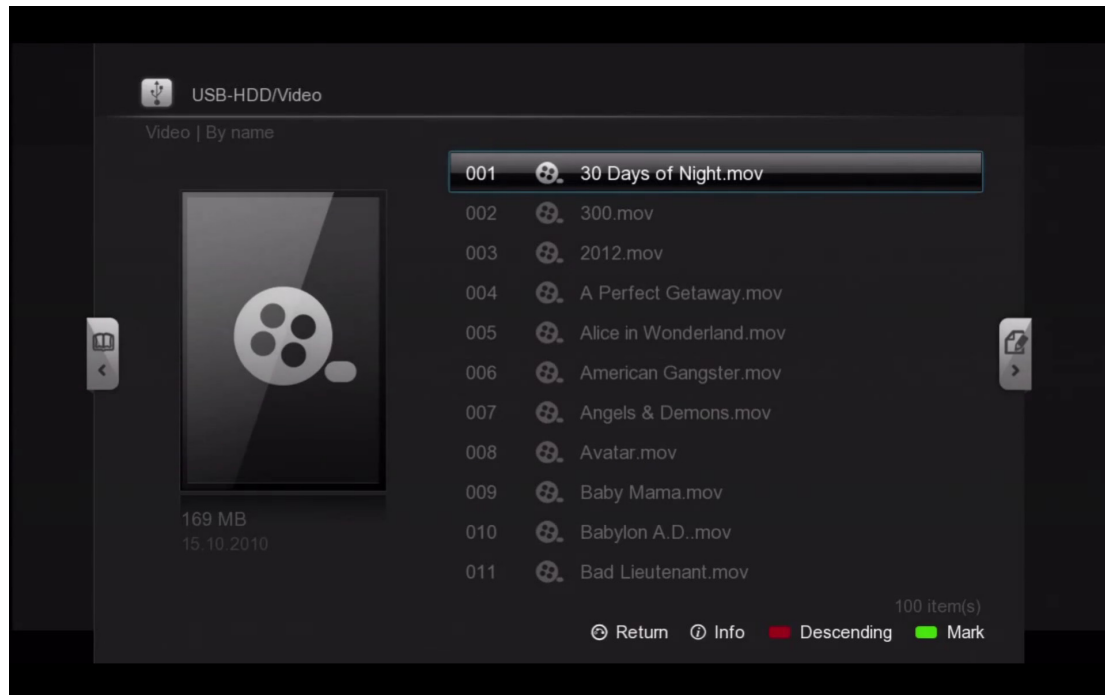 USB-HDD/Video
Video | By name
001 30 Days of Night.mov
002 300.mov
003 2012.mov
004 A Perfect Getaway.mov
005 Alice in Wonderland.mov
006 American Gangster.mov
007 Angels & Demons.mov
008 Avatar.mov
009 Baby Mama.mov
010 Babylon A.D..mov
011 Bad Lieutenant.mov
169 MB
15.10.2010
100 item(s)
Return Info Descending Mark